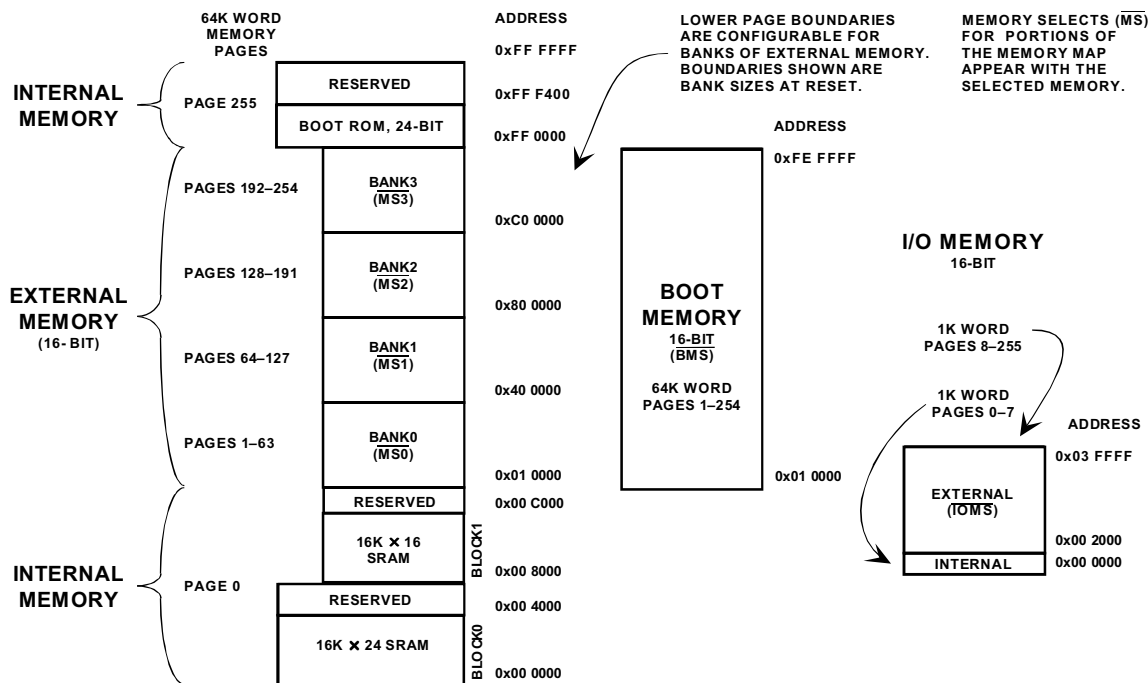 64K WORD
MEMORY
PAGES
ADDRESS
0xFF FFFF
INTERNAL
MEMORY
PAGE 255
RESERVED
0xFF F400
BOOT ROM, 24-BIT
0xFF 0000
EXTERNAL
MEMORY
(16- BIT)
PAGES 192–254
BANK3
(MS3)
0xC0 0000
PAGES 128–191
BANK2
(MS2)
0x80 0000
PAGES 64–127
BANK1
(MS1)
0x40 0000
PAGES 1–63
BANK0
(MS0)
0x01 0000
INTERNAL
MEMORY
PAGE 0
RESERVED
0x00 C000
16K × 16
SRAM
BLOCK1
0x00 8000
RESERVED
0x00 4000
16K × 24 SRAM
BLOCK0
0x00 0000
LOWER PAGE BOUNDARIES
ARE CONFIGURABLE FOR
BANKS OF EXTERNAL MEMORY.
BOUNDARIES SHOWN ARE
BANK SIZES AT RESET.
MEMORY SELECTS (MS)
FOR PORTIONS OF
THE MEMORY MAP
APPEAR WITH THE
SELECTED MEMORY.
ADDRESS
0xFE FFFF
BOOT
MEMORY
16-BIT
(BMS)
64K WORD
PAGES 1–254
0x01 0000
I/O MEMORY
16-BIT
1K WORD
PAGES 8–255
1K WORD
PAGES 0–7
ADDRESS
0x03 FFFF
EXTERNAL
(IOMS)
0x00 2000
INTERNAL
0x00 0000